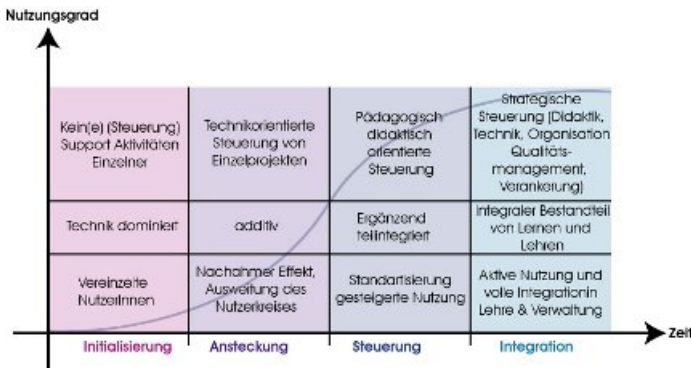 Nutzungsgrad
Kein(e) (Steuerung)
Support Aktivitäten
Einzelner
Technikorientierte
Steuerung von
Einzelprojekten
Pädagogisch
didaktisch
orientierte
Steuerung
Strategische
Steuerung (Didaktik,
Technik, Organisation
Qualitäts-
management,
Verankerung)
Technik dominiert
additiv
Ergänzend
teilintegriert
Integraler Bestandteil
von Lernen und
Lehren
Vereinzelte
NutzerInnen
Nachahmer Effekt,
Ausweitung des
Nutzerkreises
Standartisierung
gesteigerte Nutzung
Aktive Nutzung und
volle Integrationin
Lehre & Verwaltung
Zeit
Initialisierung
Ansteckung
Steuerung
Integration